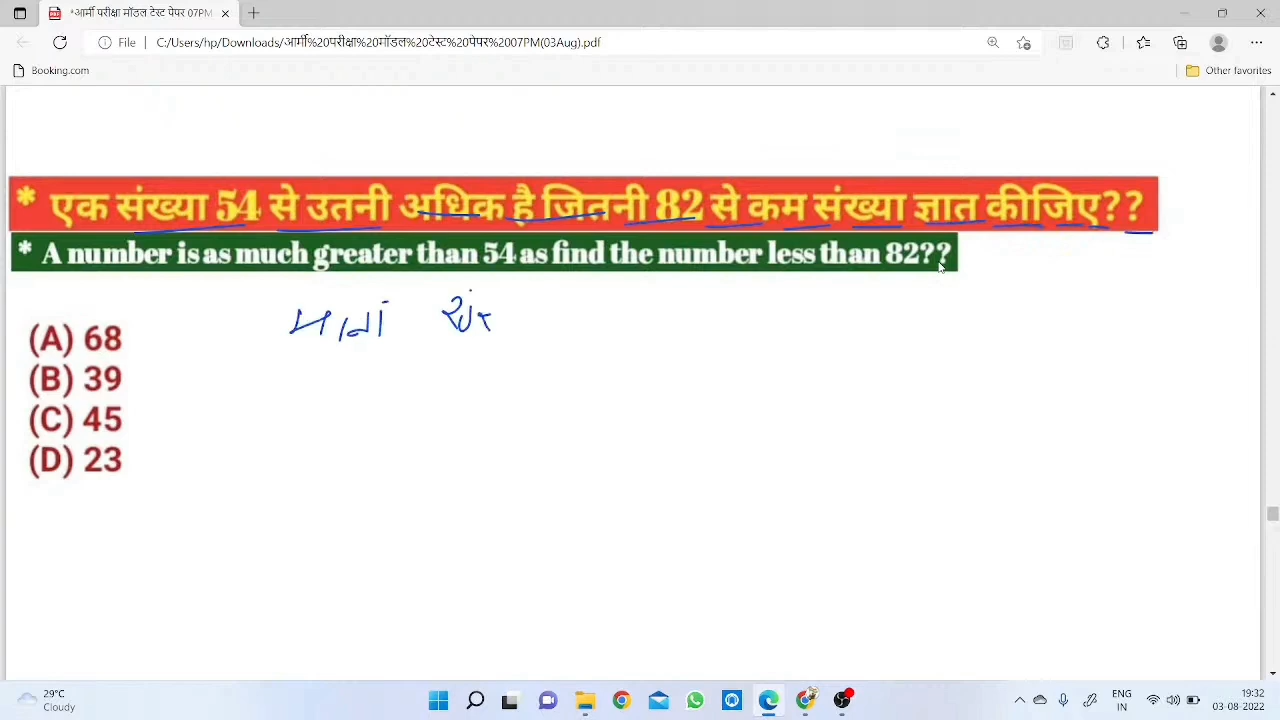 *आर्मी परीक्षा मॉडल टेस्ट पेपर 07PM
File
C:/Users/hp/Downloads/आर्मी%20परीक्षा%20मॉडल%20टेस्ट%20पेपर%2007PM(03Aug).pdf
Booking.com
Other favorites
* एक संख्या 54 से उतनी अधिक है जितनी 82 से कम संख्या ज्ञात कीजिए??
* A number is as much greater than 54 as find the number less than 82??
माना
(A) 68
(B) 39
(C) 45
(D) 23
29°C
Cloudy
ENG
IN
19:32
03-08-2022